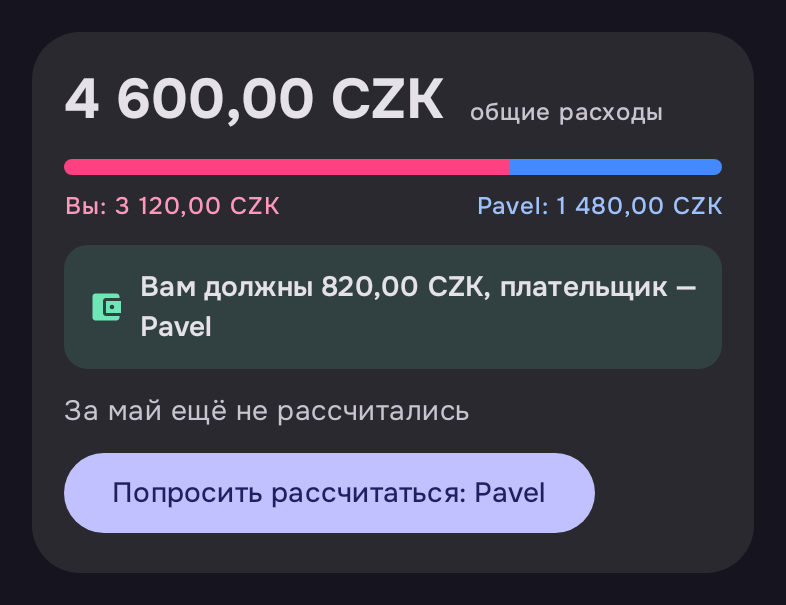 4 600,00 CZK общие расходы
Вы: 3 120,00 CZK Pavel: 1 480,00 CZK
Вам должны 820,00 CZK, плательщик —
Pavel
За май ещё не рассчитались
Попросить рассчитаться: Pavel